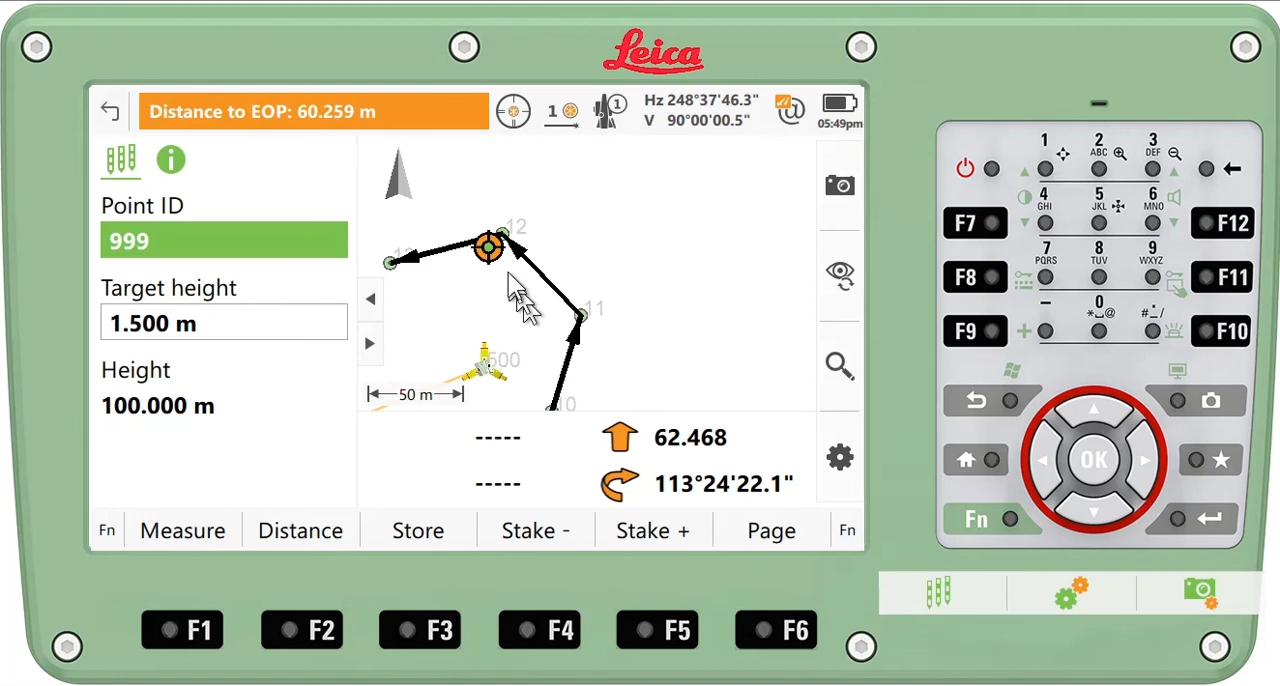 Leica
Distance to EOP: 60.259 m
1
1
Hz 248°37'46.3"
V 90°00'00.5"
@
05:49pm
Point ID
999
Target height
1.500 m
Height
100.000 m
12
11
500
10
50 m
-----
62.468
-----
113°24'22.1"
Fn
Measure
Distance
Store
Stake -
Stake +
Page
Fn
F1
F2
F3
F4
F5
F6
1
2
ABC
3
DEF
4
GHI
5
JKL
6
MNO
7
PQRS
8
TUV
9
WXYZ
-
0
*␣@
.
#_/
F7
F12
F8
F11
F9
F10
OK
Fn